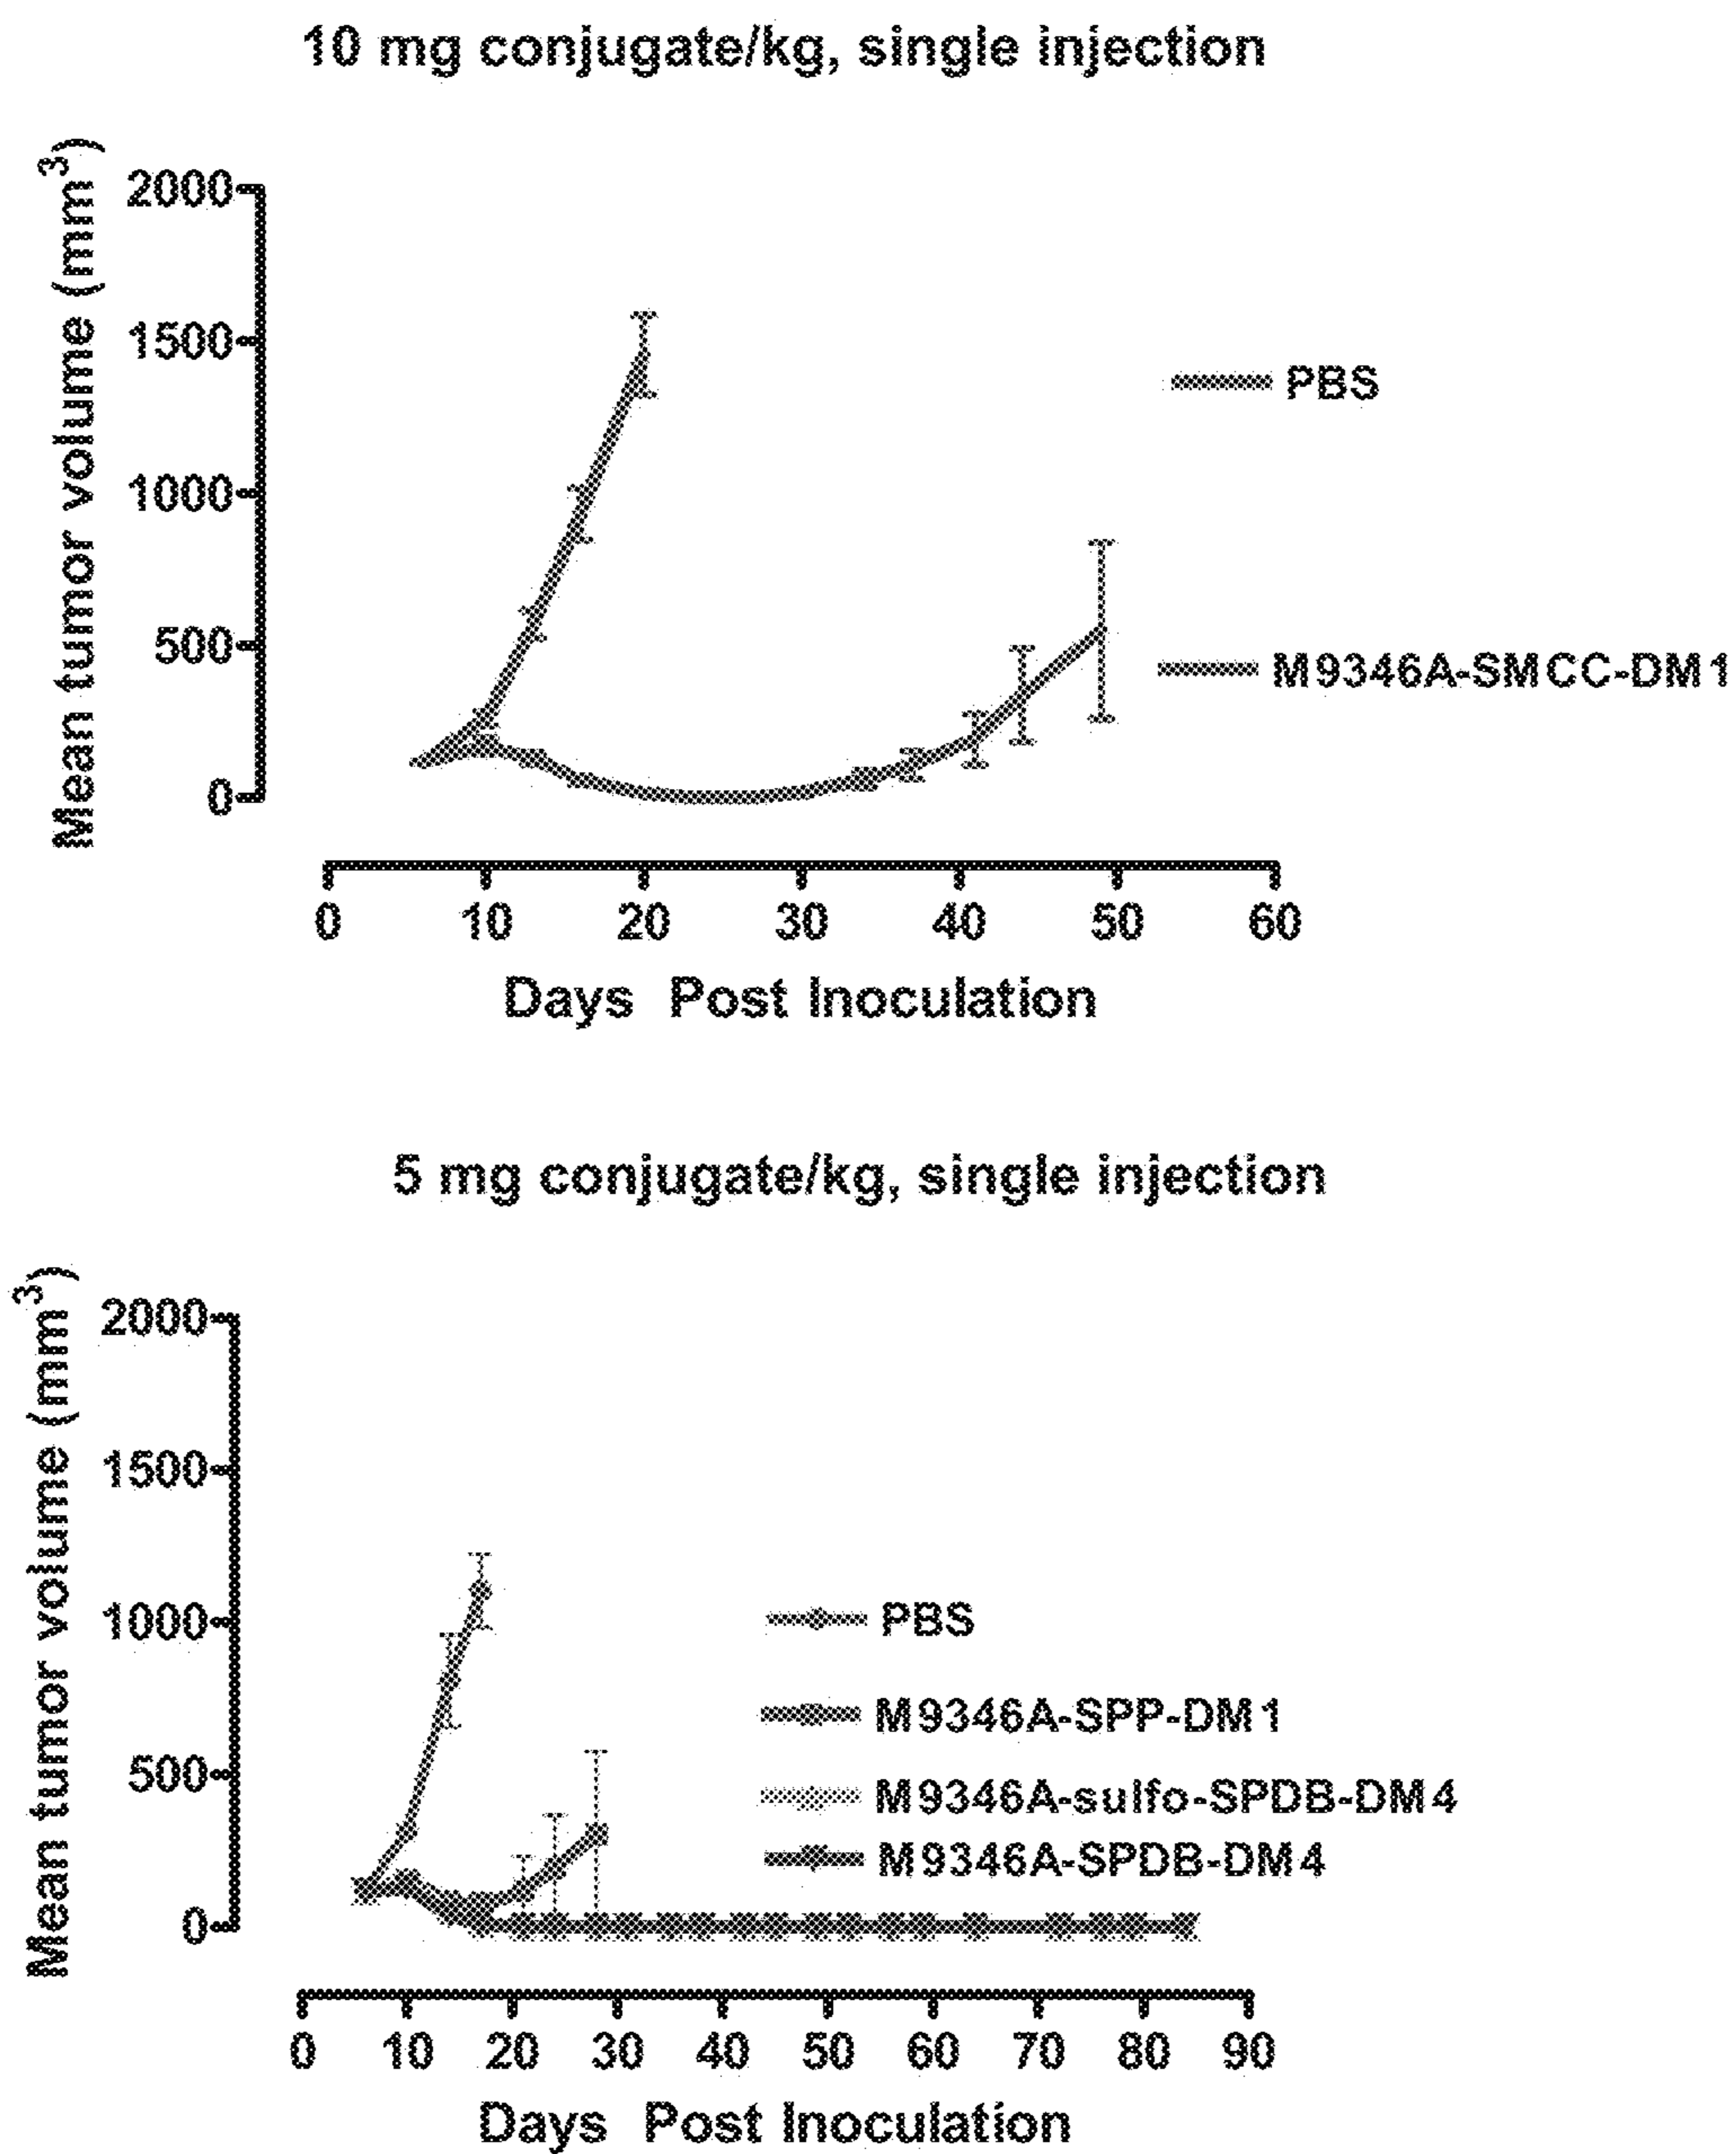 10 mg conjugate/kg, single injection
Mean tumor volume (mm³)
2000
1500
1000
500
0
PBS
M9346A-SMCC-DM1
0 10 20 30 40 50 60
Days Post Inoculation
5 mg conjugate/kg, single injection
Mean tumor volume (mm³)
2000
1500
1000
500
0
PBS
M9346A-SPP-DM1
M9346A-sulfo-SPDB-DM4
M9346A-SPDB-DM4
0 10 20 30 40 50 60 70 80 90
Days Post Inoculation